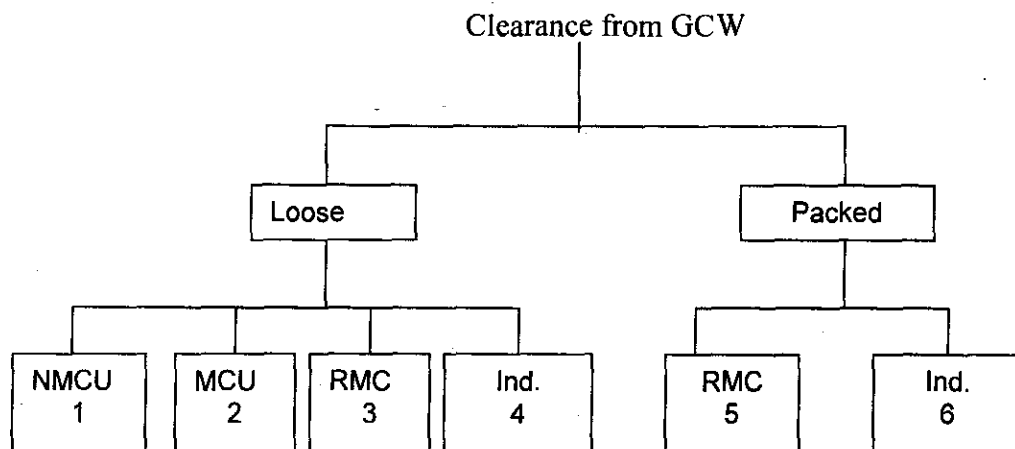 Clearance from GCW
Loose
Packed
NMCU
1
MCU
2
RMC
3
Ind.
4
RMC
5
Ind.
6